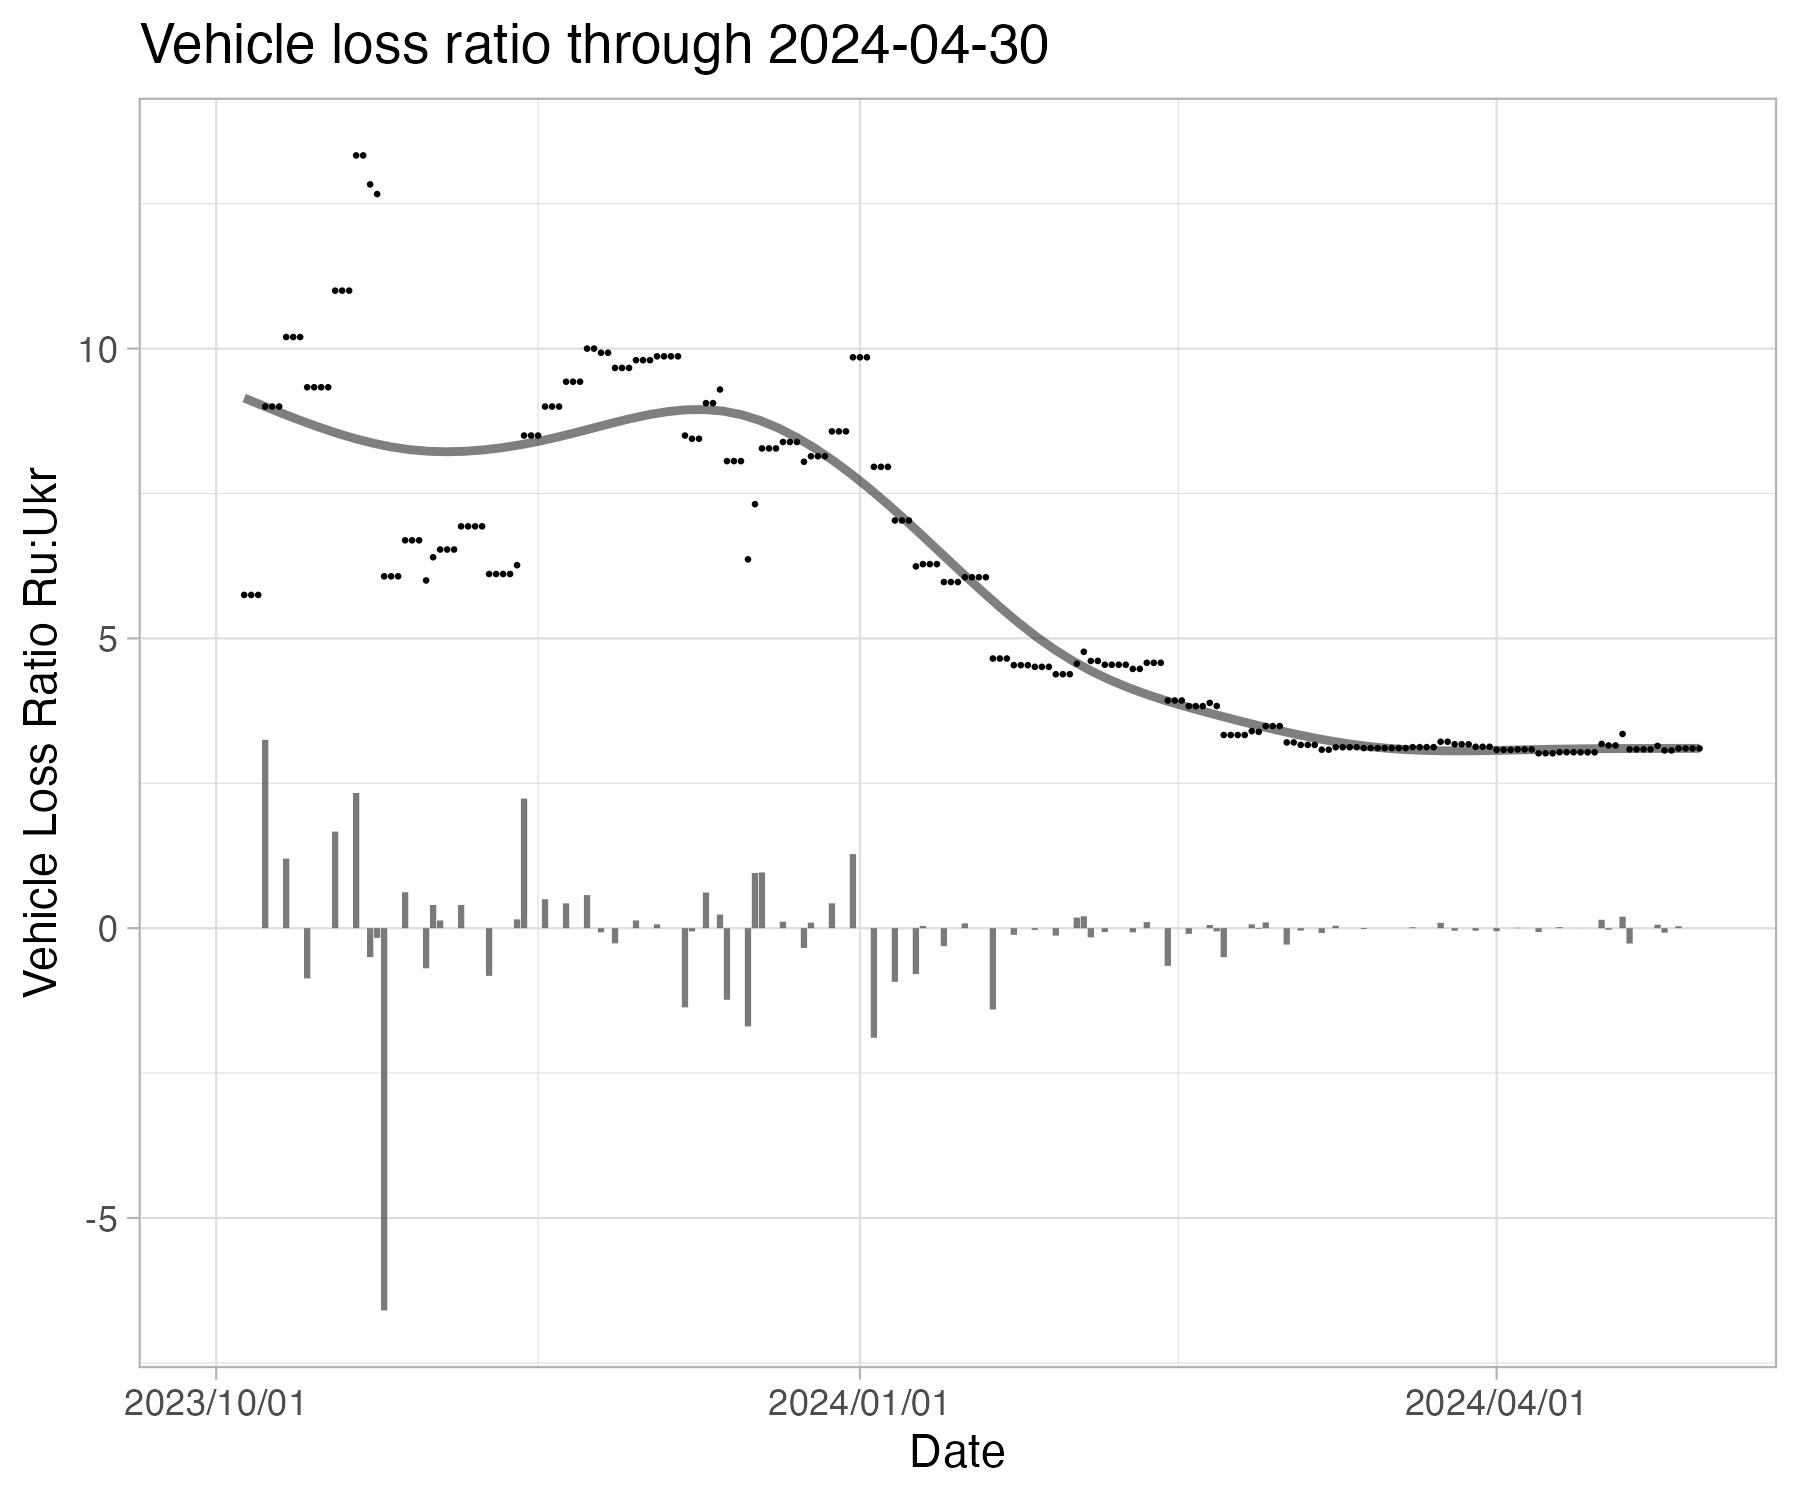 Vehicle loss ratio through 2024-04-30
Vehicle Loss Ratio Ru:Ukr
10
5
0
-5
2023/10/01
2024/01/01
2024/04/01
Date